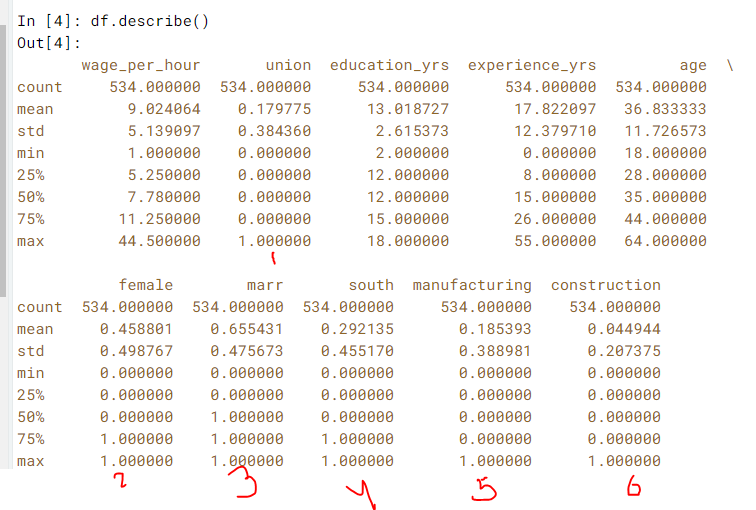 In [4]: df.describe()
Out[4]:
wage_per_hour union education_yrs experience_yrs age \
count 534.000000 534.000000 534.000000 534.000000 534.000000
mean 9.024064 0.179775 13.018727 17.822097 36.833333
std 5.139097 0.384360 2.615373 12.379710 11.726573
min 1.000000 0.000000 2.000000 0.000000 18.000000
25% 5.250000 0.000000 12.000000 8.000000 28.000000
50% 7.780000 0.000000 12.000000 15.000000 35.000000
75% 11.250000 0.000000 15.000000 26.000000 44.000000
max 44.500000 1.000000 18.000000 55.000000 64.000000
1
female marr south manufacturing construction
count 534.000000 534.000000 534.000000 534.000000 534.000000
mean 0.458801 0.655431 0.292135 0.185393 0.044944
std 0.498767 0.475673 0.455170 0.388981 0.207375
min 0.000000 0.000000 0.000000 0.000000 0.000000
25% 0.000000 0.000000 0.000000 0.000000 0.000000
50% 0.000000 1.000000 0.000000 0.000000 0.000000
75% 1.000000 1.000000 1.000000 0.000000 0.000000
max 1.000000 1.000000 1.000000 1.000000 1.000000
2 3 4 5 6